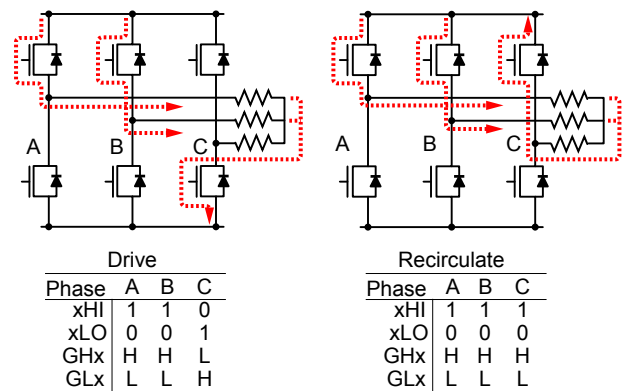 A B C
A B C
Drive
Phase A B C
xHI 1 1 0
xLO 0 0 1
GHx H H L
GLx L L H
Recirculate
Phase A B C
xHI 1 1 1
xLO 0 0 0
GHx H H H
GLx L L L